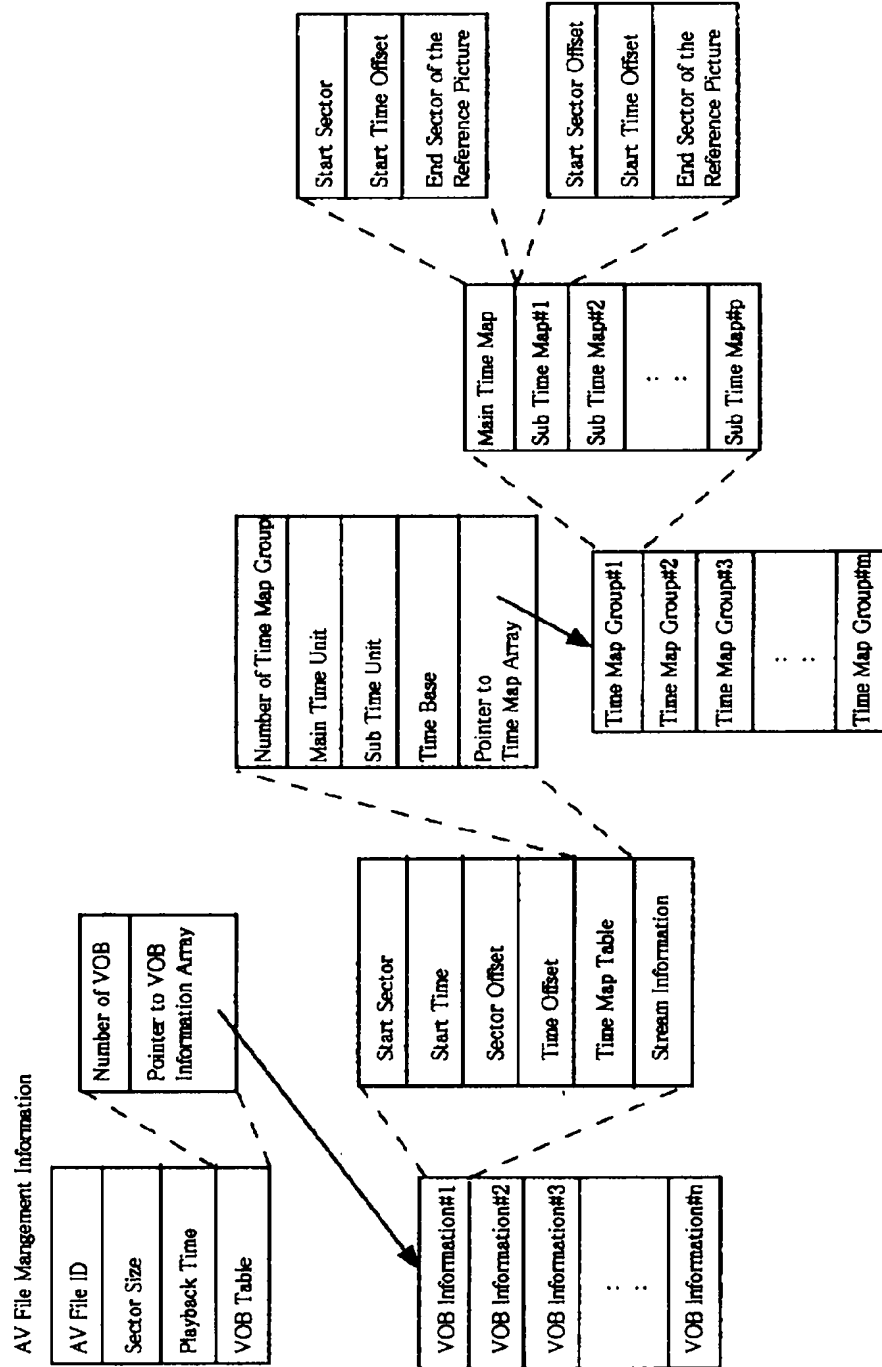 AV File Mangement Information
AV File ID
Sector Size
Playback Time
VOB Table
Number of VOB
Pointer to VOB
Information Array
VOB Information#1
VOB Information#2
VOB Information#3
: :
VOB Information#n
Start Sector
Start Time
Sector Offset
Time Offset
Time Map Table
Stream Information
Number of Time Map Group
Main Time Unit
Sub Time Unit
Time Base
Pointer to
Time Map Array
Time Map Group#1
Time Map Group#2
Time Map Group#3
: :
Time Map Group#m
Main Time Map
Sub Time Map#1
Sub Time Map#2
: :
Sub Time Map#p
Start Sector
Start Time Offset
End Sector of the
Reference Picture
Start Sector Offset
Start Time Offset
End Sector of the
Reference Picture